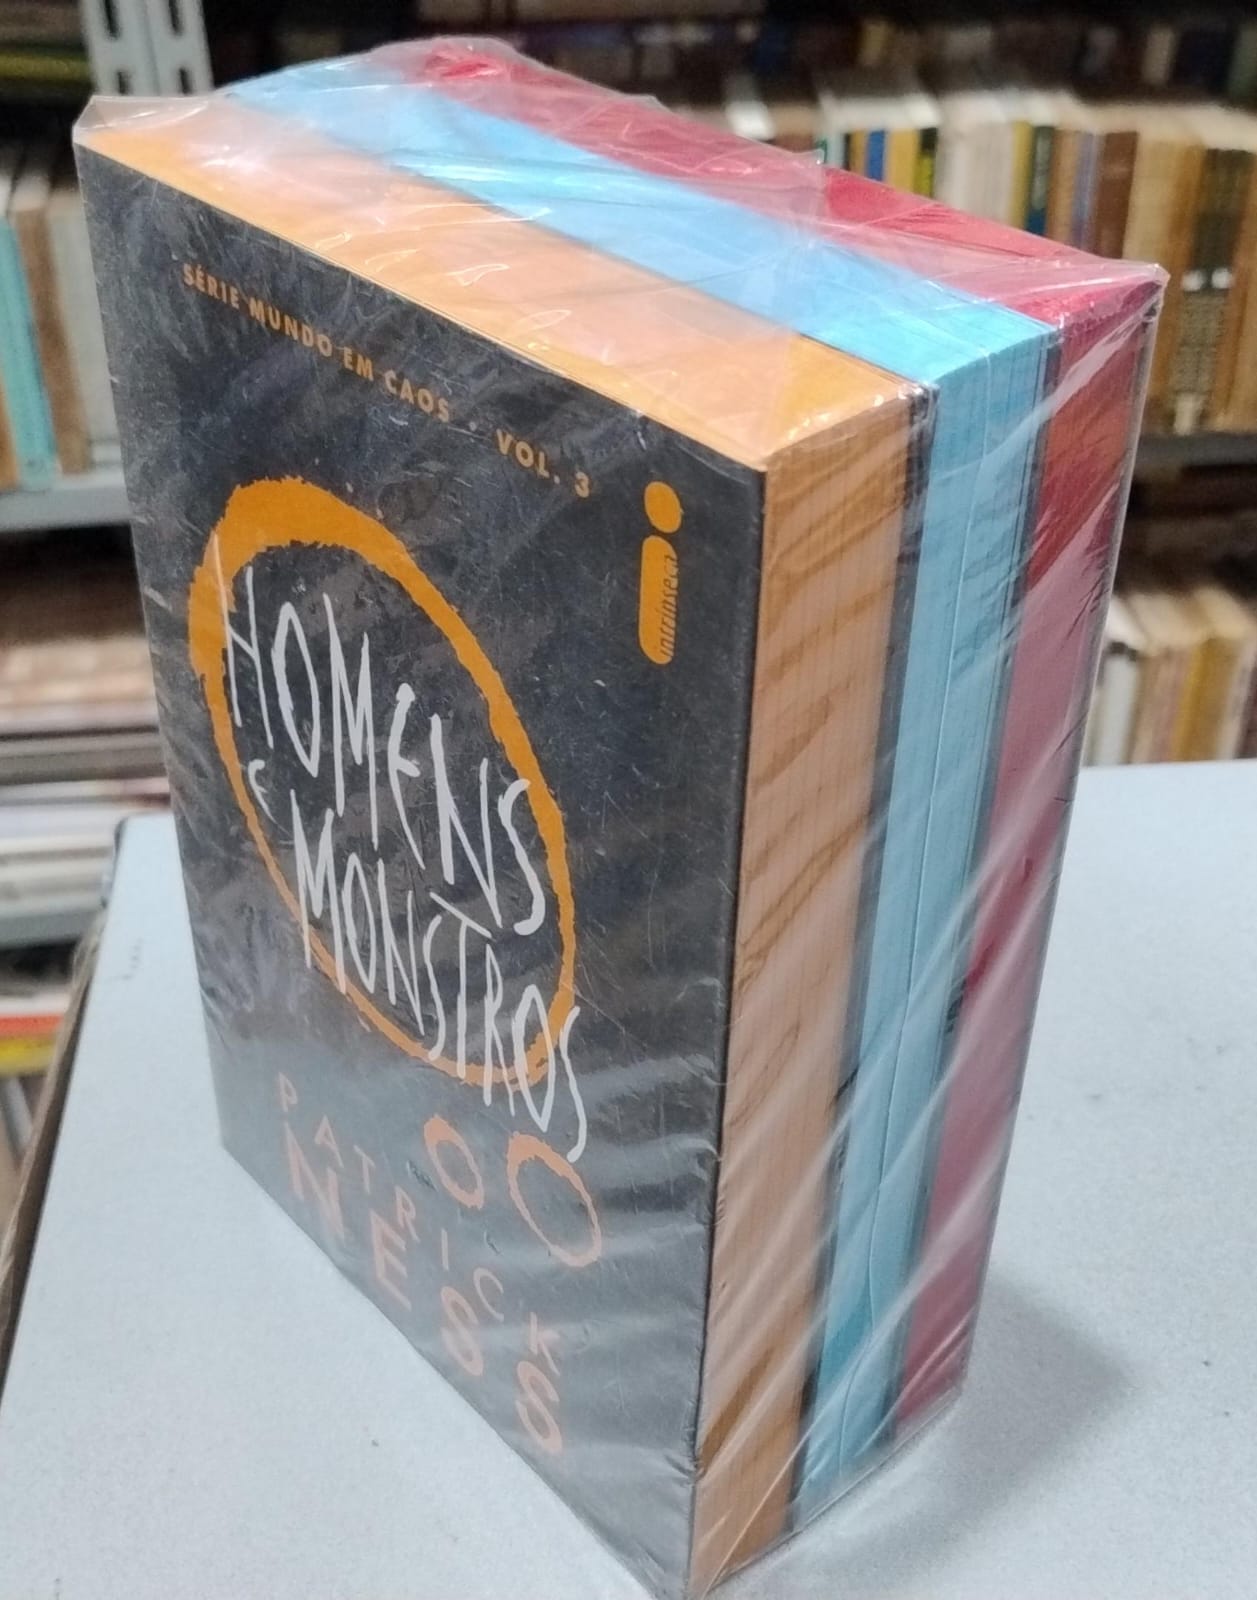 SÉRIE MUNDO EM CAOS • VOL. 3
intrínseca
HOMENS
E
MONSTROS
PATRICK
NESS